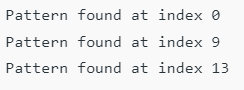 Pattern found at index 0
Pattern found at index 9
Pattern found at index 13